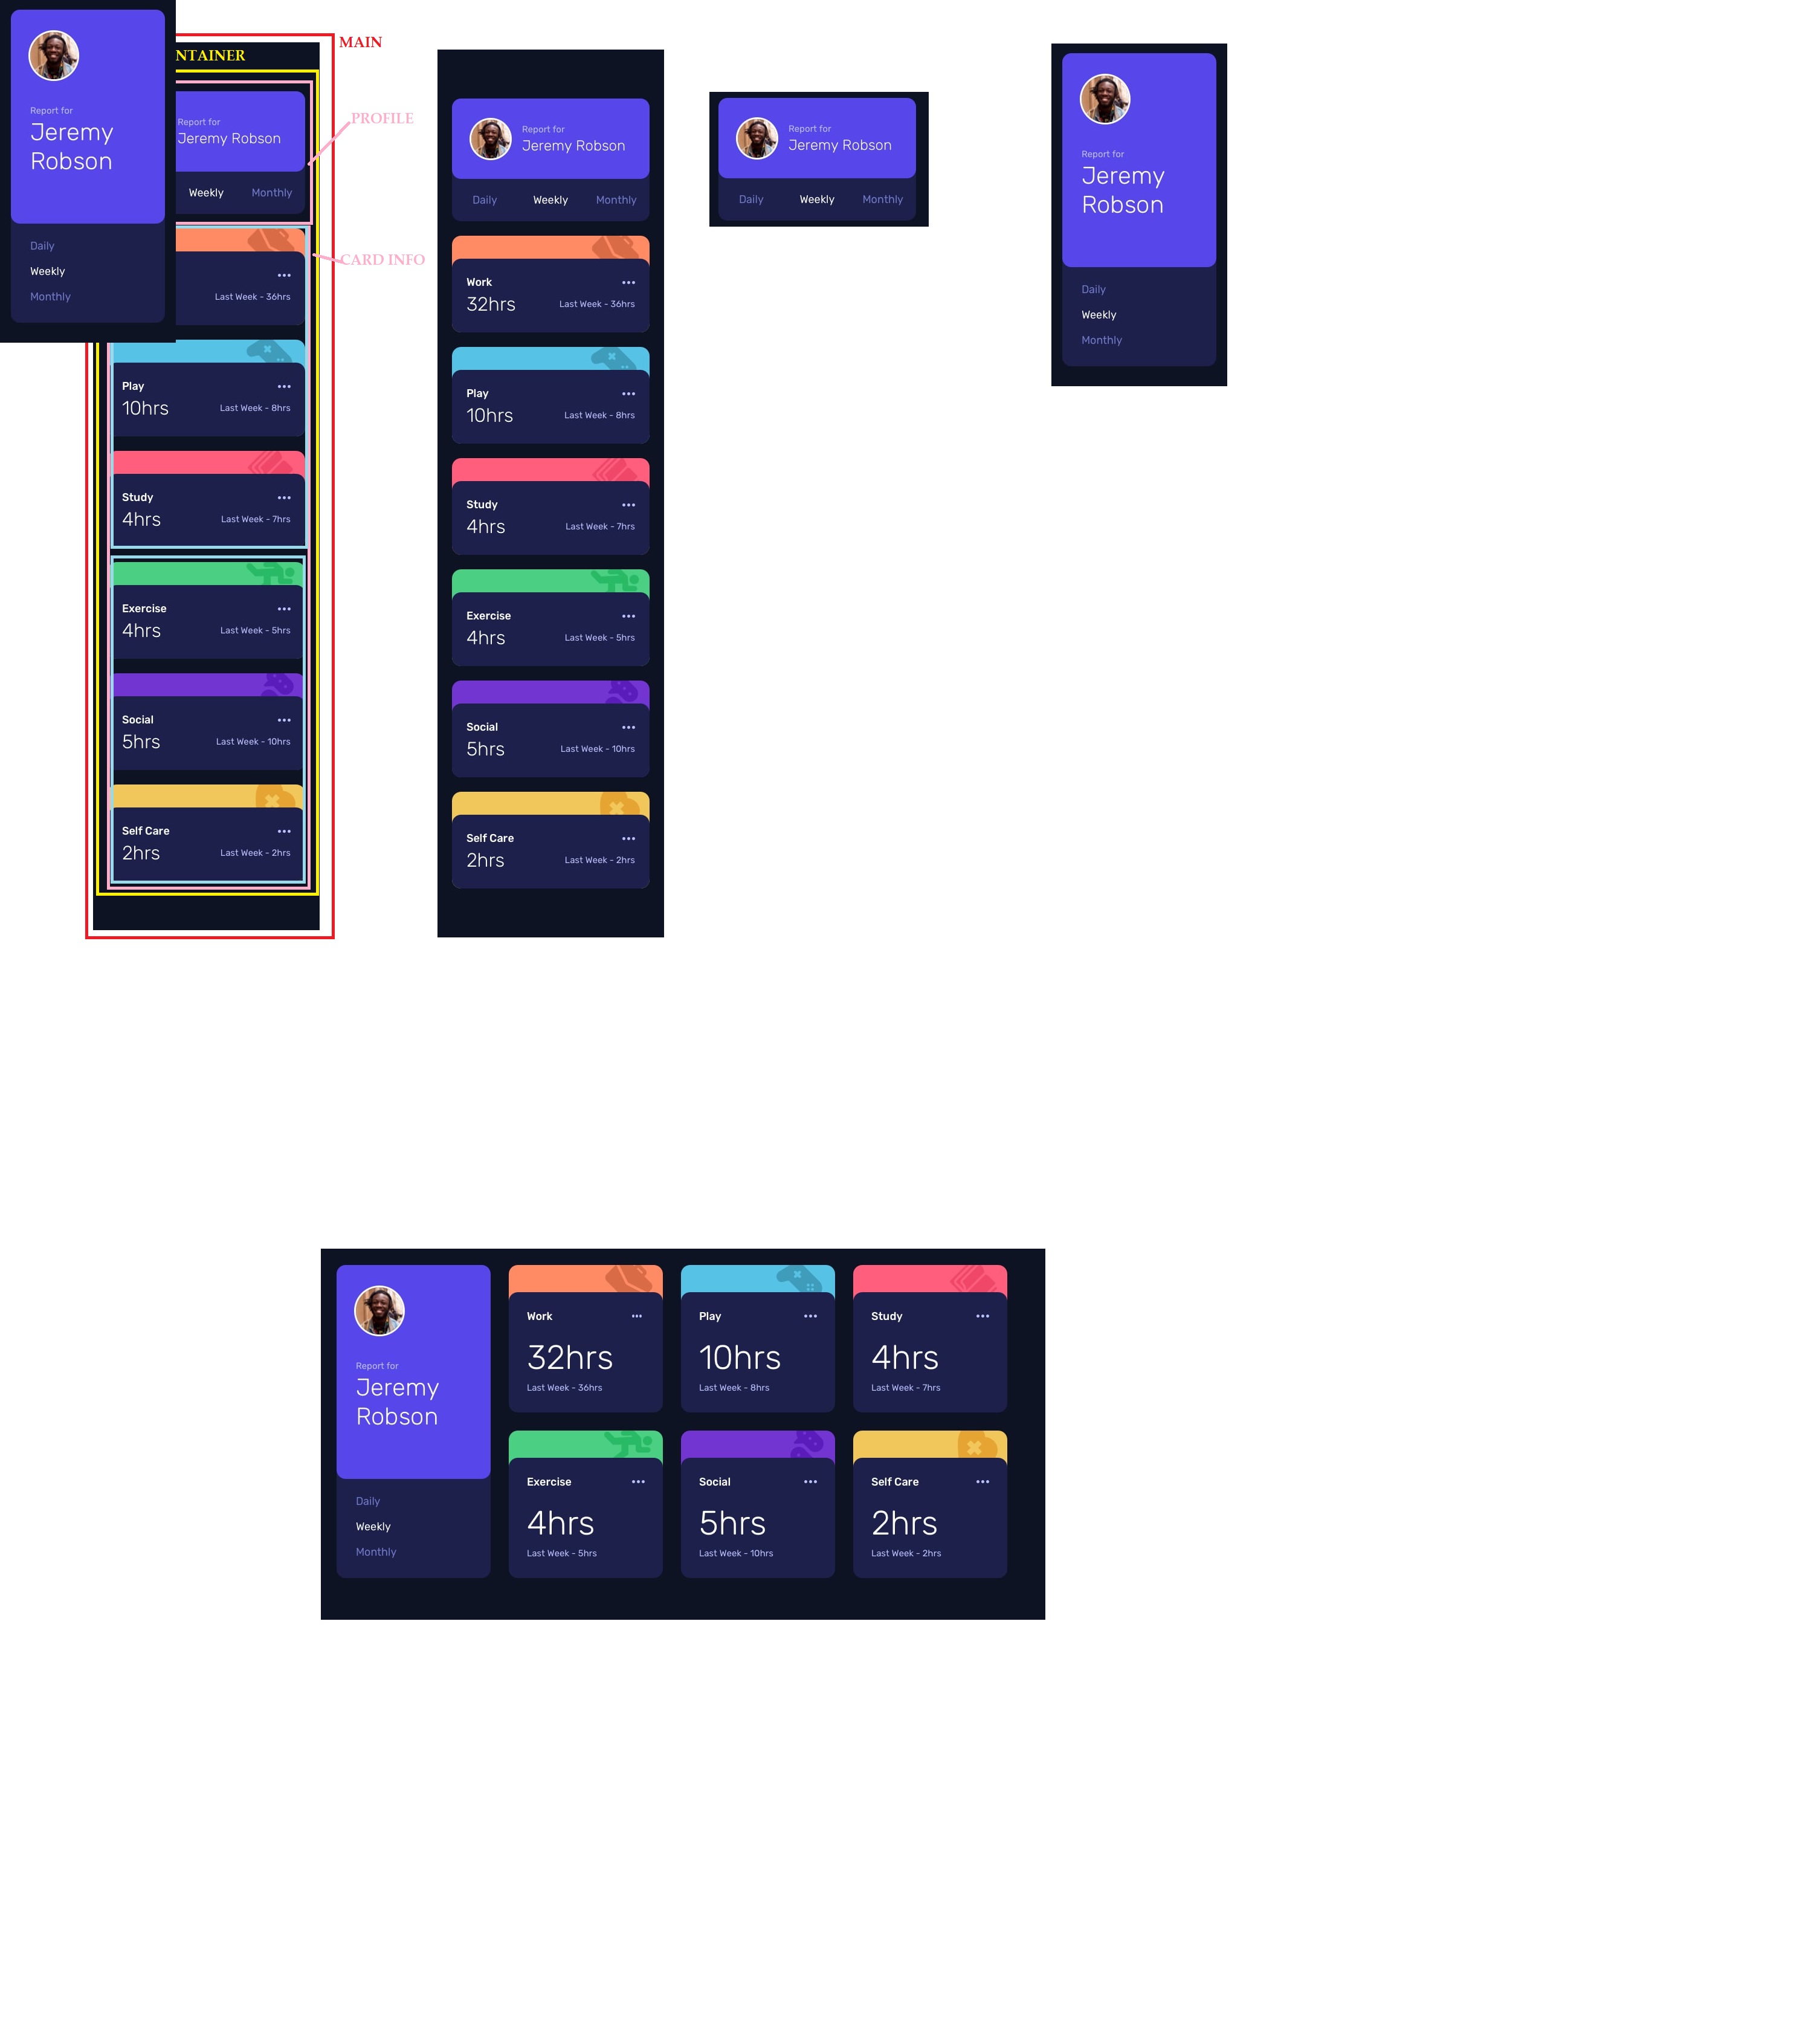 Report for
Jeremy
Robson
Daily
Weekly
Monthly
MAIN
NTAINER
PROFILE
Report for
Jeremy Robson
Weekly
Monthly
CARD INFO
Last Week - 36hrs
Play
10hrs
Last Week - 8hrs
Study
4hrs
Last Week - 7hrs
Exercise
4hrs
Last Week - 5hrs
Social
5hrs
Last Week - 10hrs
Self Care
2hrs
Last Week - 2hrs
Report for
Jeremy Robson
Daily Weekly Monthly
Work
32hrs
Last Week - 36hrs
Play
10hrs
Last Week - 8hrs
Study
4hrs
Last Week - 7hrs
Exercise
4hrs
Last Week - 5hrs
Social
5hrs
Last Week - 10hrs
Self Care
2hrs
Last Week - 2hrs
Report for
Jeremy Robson
Daily Weekly Monthly
Report for
Jeremy
Robson
Daily
Weekly
Monthly
Report for
Jeremy
Robson
Daily
Weekly
Monthly
Work
32hrs
Last Week - 36hrs
Play
10hrs
Last Week - 8hrs
Study
4hrs
Last Week - 7hrs
Exercise
4hrs
Last Week - 5hrs
Social
5hrs
Last Week - 10hrs
Self Care
2hrs
Last Week - 2hrs